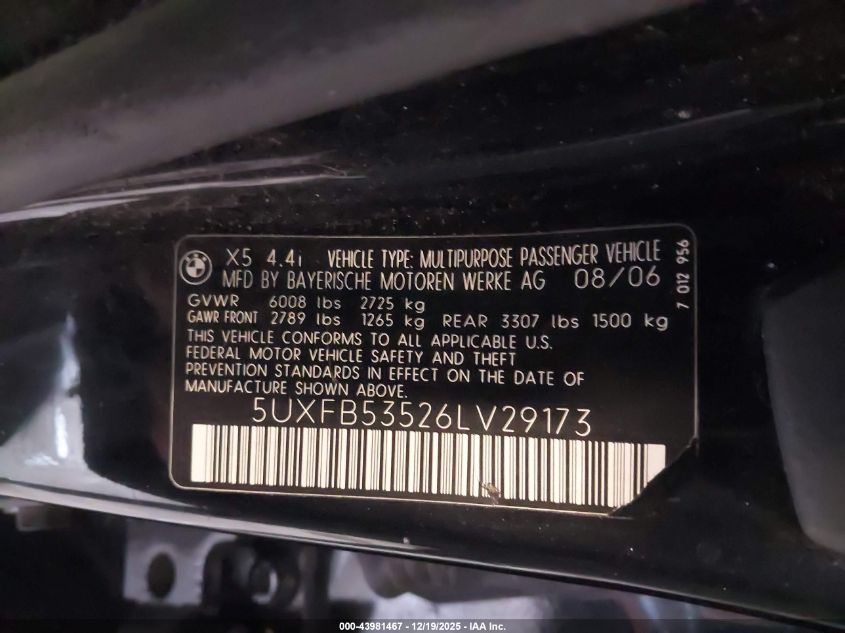 BMW
X5 4.4i VEHICLE TYPE: MULTIPURPOSE PASSENGER VEHICLE
MFD BY BAYERISCHE MOTOREN WERKE AG 08/06
GVWR 6008 lbs 2725 kg
GAWR FRONT 2789 lbs 1265 kg REAR 3307 lbs 1500 kg
THIS VEHICLE CONFORMS TO ALL APPLICABLE U.S.
FEDERAL MOTOR VEHICLE SAFETY AND THEFT
PREVENTION STANDARDS IN EFFECT ON THE DATE OF
MANUFACTURE SHOWN ABOVE.
5UXFB53526LV29173
7 012 956
000-43981467 - 12/19/2025 - IAA Inc.